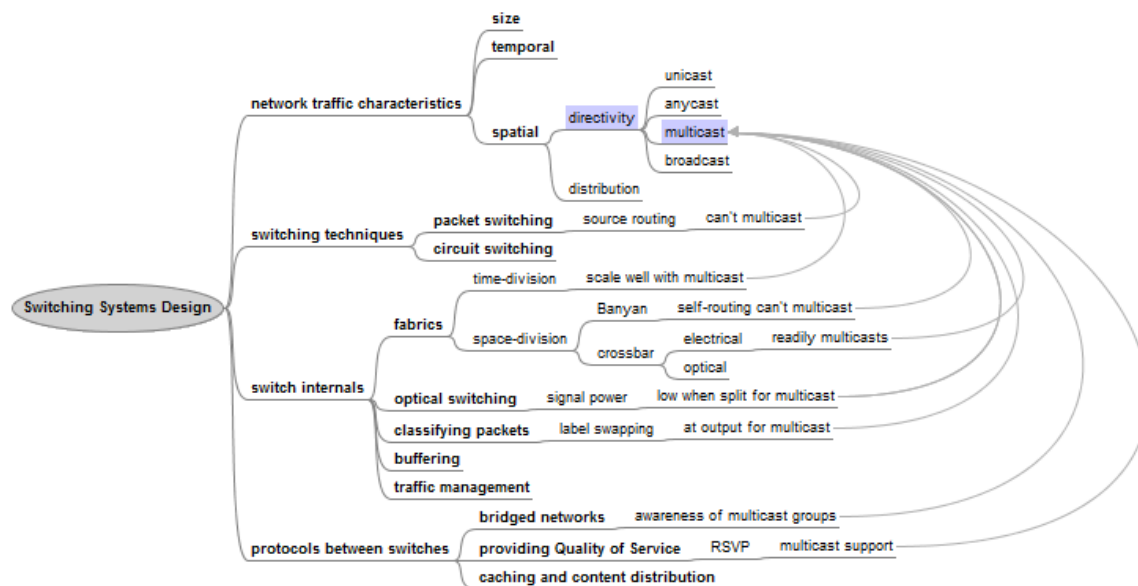 size
temporal
network traffic characteristics
unicast
directivity
anycast
spatial
multicast
broadcast
distribution
packet switching
source routing
can't multicast
switching techniques
circuit switching
time-division
scale well with multicast
Switching Systems Design
Banyan
self-routing can't multicast
fabrics
space-division
electrical
readily multicasts
crossbar
optical
switch internals
optical switching
signal power
low when split for multicast
classifying packets
label swapping
at output for multicast
buffering
traffic management
bridged networks
awareness of multicast groups
protocols between switches
providing Quality of Service
RSVP
multicast support
caching and content distribution